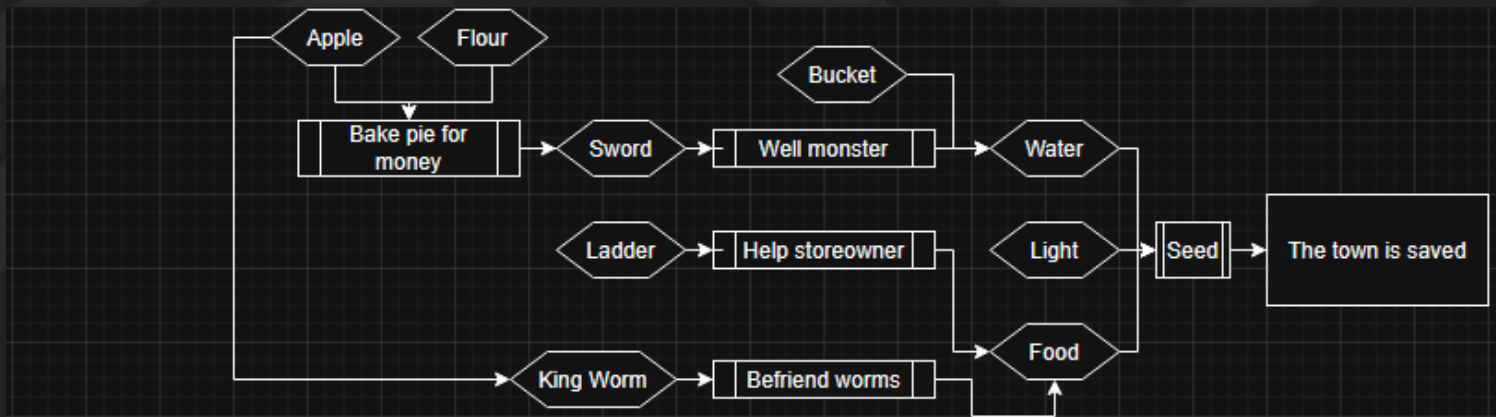 Apple
Flour
Bucket
Bake pie for
money
Sword
Well monster
Water
Ladder
Help storeowner
Light
Seed
The town is saved
Food
King Worm
Befriend worms